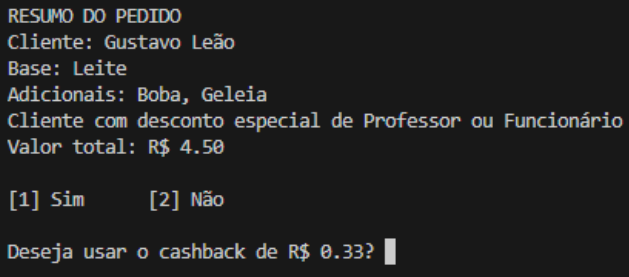 RESUMO DO PEDIDO
Cliente: Gustavo Leão
Base: Leite
Adicionais: Boba, Geleia
Cliente com desconto especial de Professor ou Funcionário
Valor total: R$ 4.50
[1] Sim [2] Não
Deseja usar o cashback de R$ 0.33?